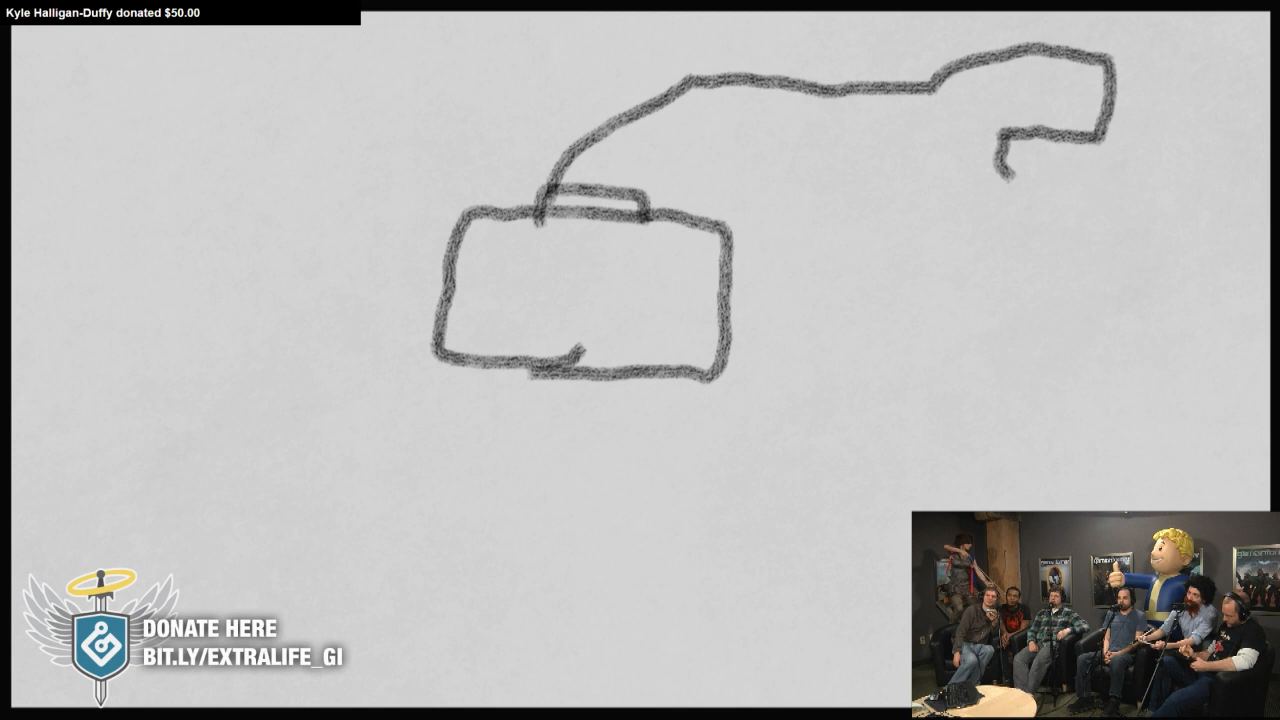 Kyle Halligan-Duffy donated $50.00
DONATE HERE
BIT.LY/EXTRALIFE_GI